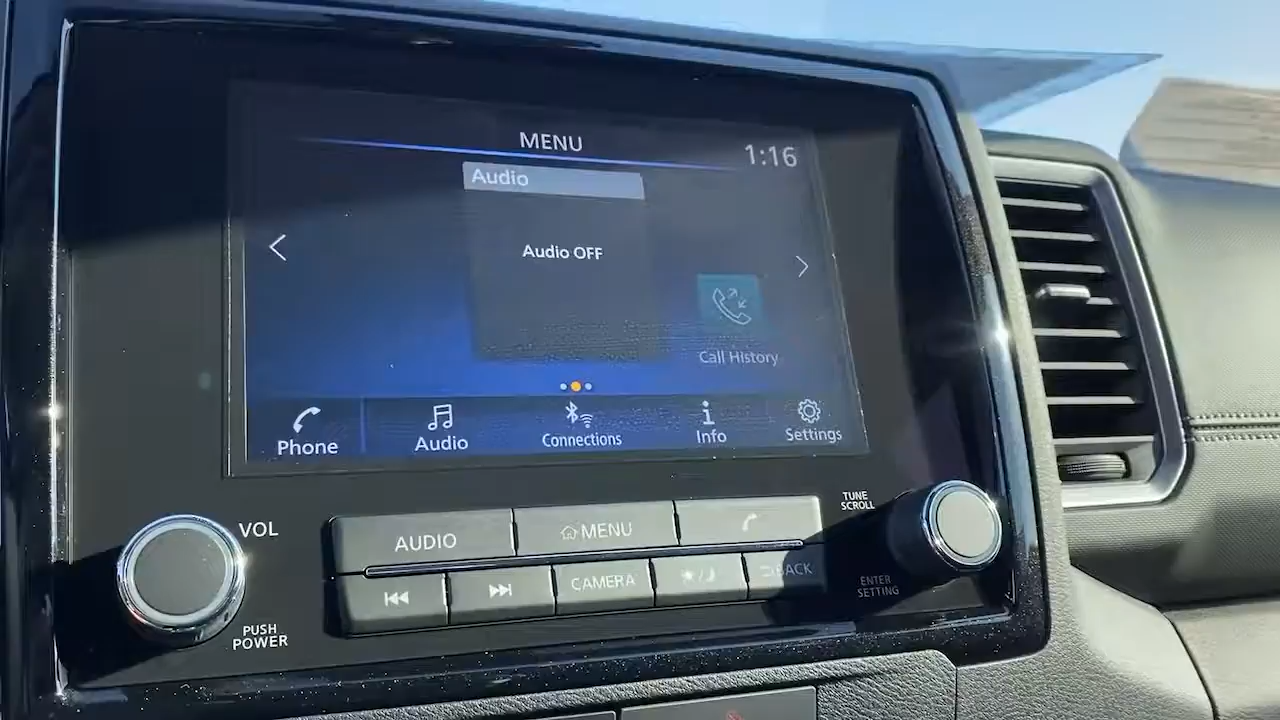 MENU
1:16
Audio
Audio OFF
Call History
Phone
Audio
Connections
Info
Settings
VOL
TUNE
SCROLL
AUDIO
MENU
CAMERA
BACK
PUSH
POWER
ENTER
SETTING